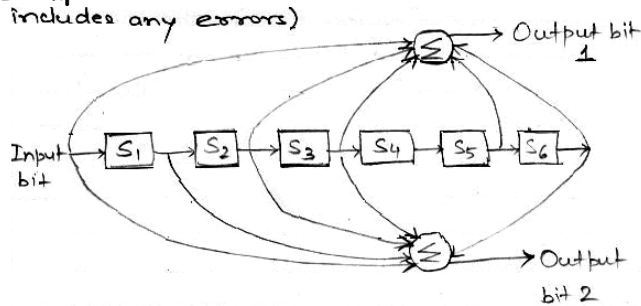 includes any errors)
Σ
Output bit
1
Input
bit
S1
S2
S3
S4
S5
S6
Σ
Output
bit 2